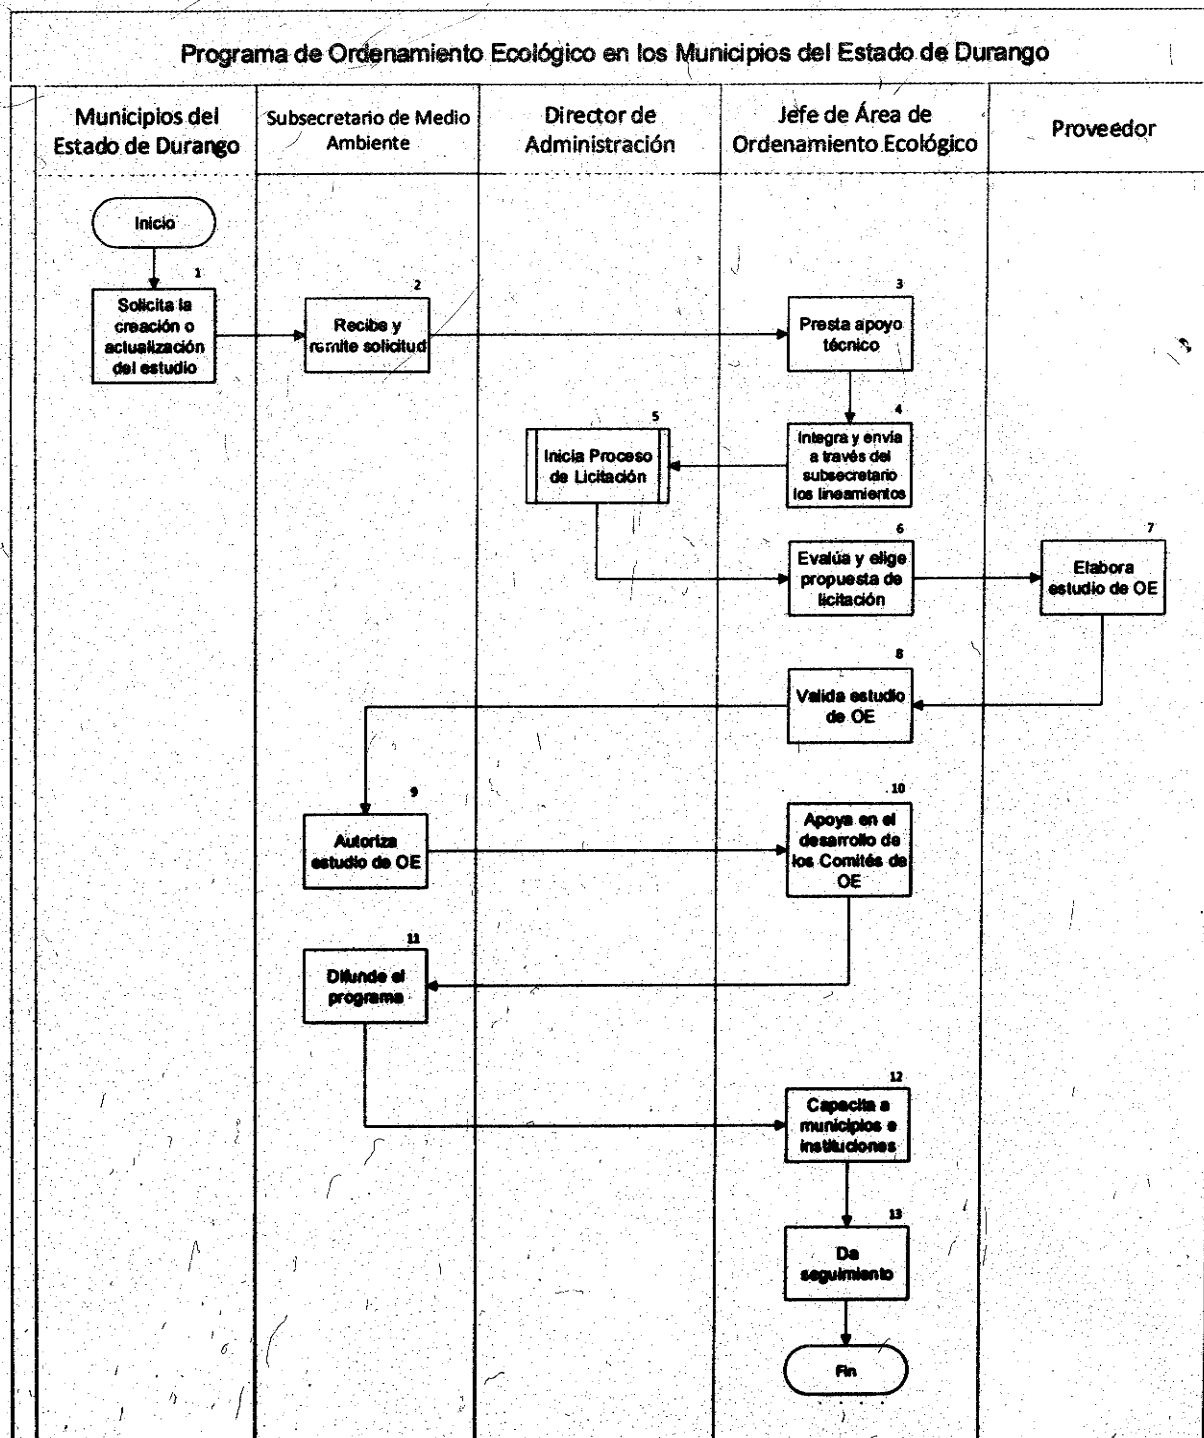 Programa de Ordenamiento Ecológico en los Municipios del Estado de Durango
Municipios del
Estado de Durango
Subsecretario de Medio
Ambiente
Director de
Administración
Jefe de Área de
Ordenamiento Ecológico
Proveedor
Inicio
1
Solicita la
creación o
actualización
del estudio
2
Recibe y
remite solicitud
3
Presta apoyo
técnico
4
Integra y envía
a través del
subsecretario
los lineamientos
5
Inicia Proceso
de Licitación
6
Evalúa y elige
propuesta de
licitación
7
Elabora
estudio de OE
8
Valida estudio
de OE
9
Autoriza
estudio de OE
10
Apoya en el
desarrollo de
los Comités de
OE
11
Difunde el
programa
12
Capacita a
municipios e
instituciones
13
Da
seguimiento
Fin